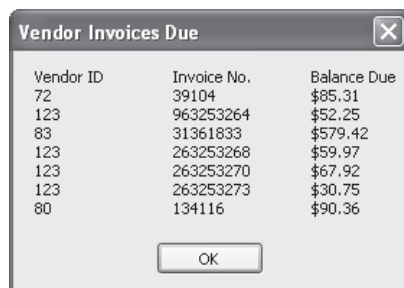 Vendor Invoices Due
Vendor ID Invoice No. Balance Due
72 39104 $85.31
123 963253264 $52.25
83 31361833 $579.42
123 263253268 $59.97
123 263253270 $67.92
123 263253273 $30.75
80 134116 $90.36
OK